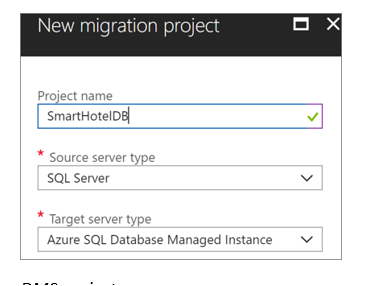 New migration project
Project name
SmartHotelDB
* Source server type
SQL Server
* Target server type
Azure SQL Database Managed Instance